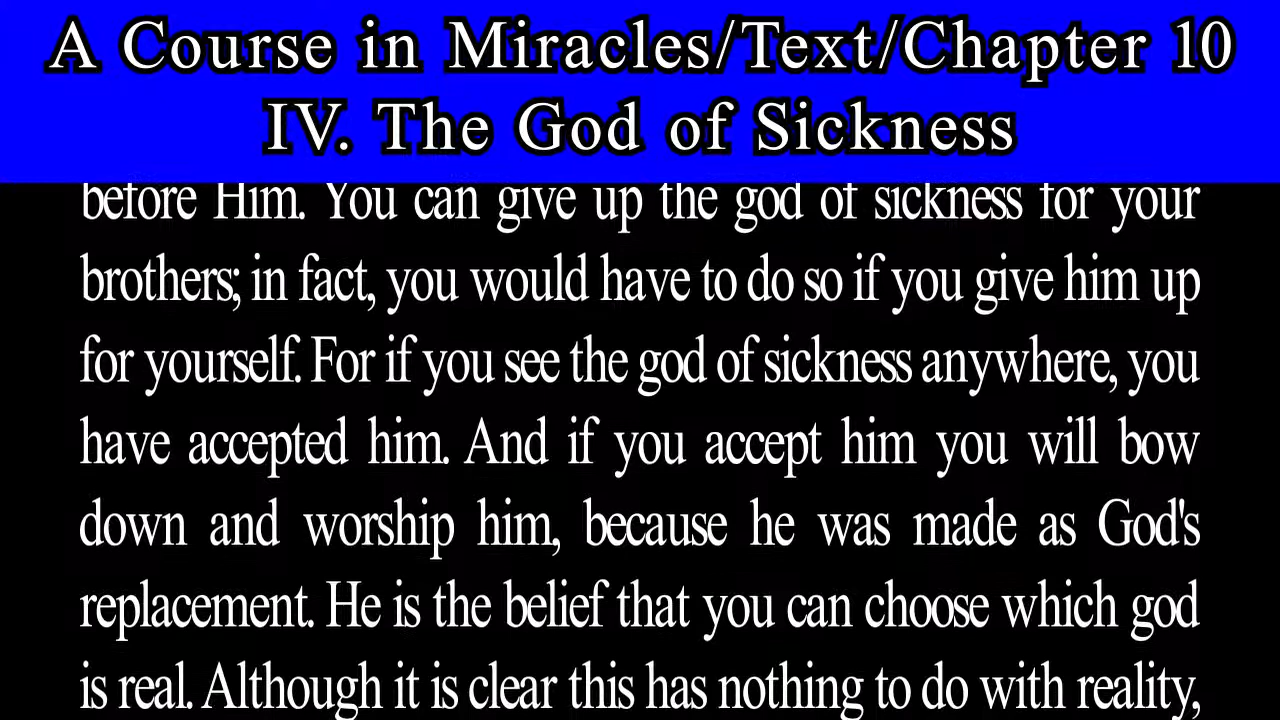 A Course in Miracles/Text/Chapter 10
IV. The God of Sickness
before Him. You can give up the god of sickness for your
brothers; in fact, you would have to do so if you give him up
for yourself. For if you see the god of sickness anywhere, you
have accepted him. And if you accept him you will bow
down and worship him, because he was made as God's
replacement. He is the belief that you can choose which god
is real. Although it is clear this has nothing to do with reality,